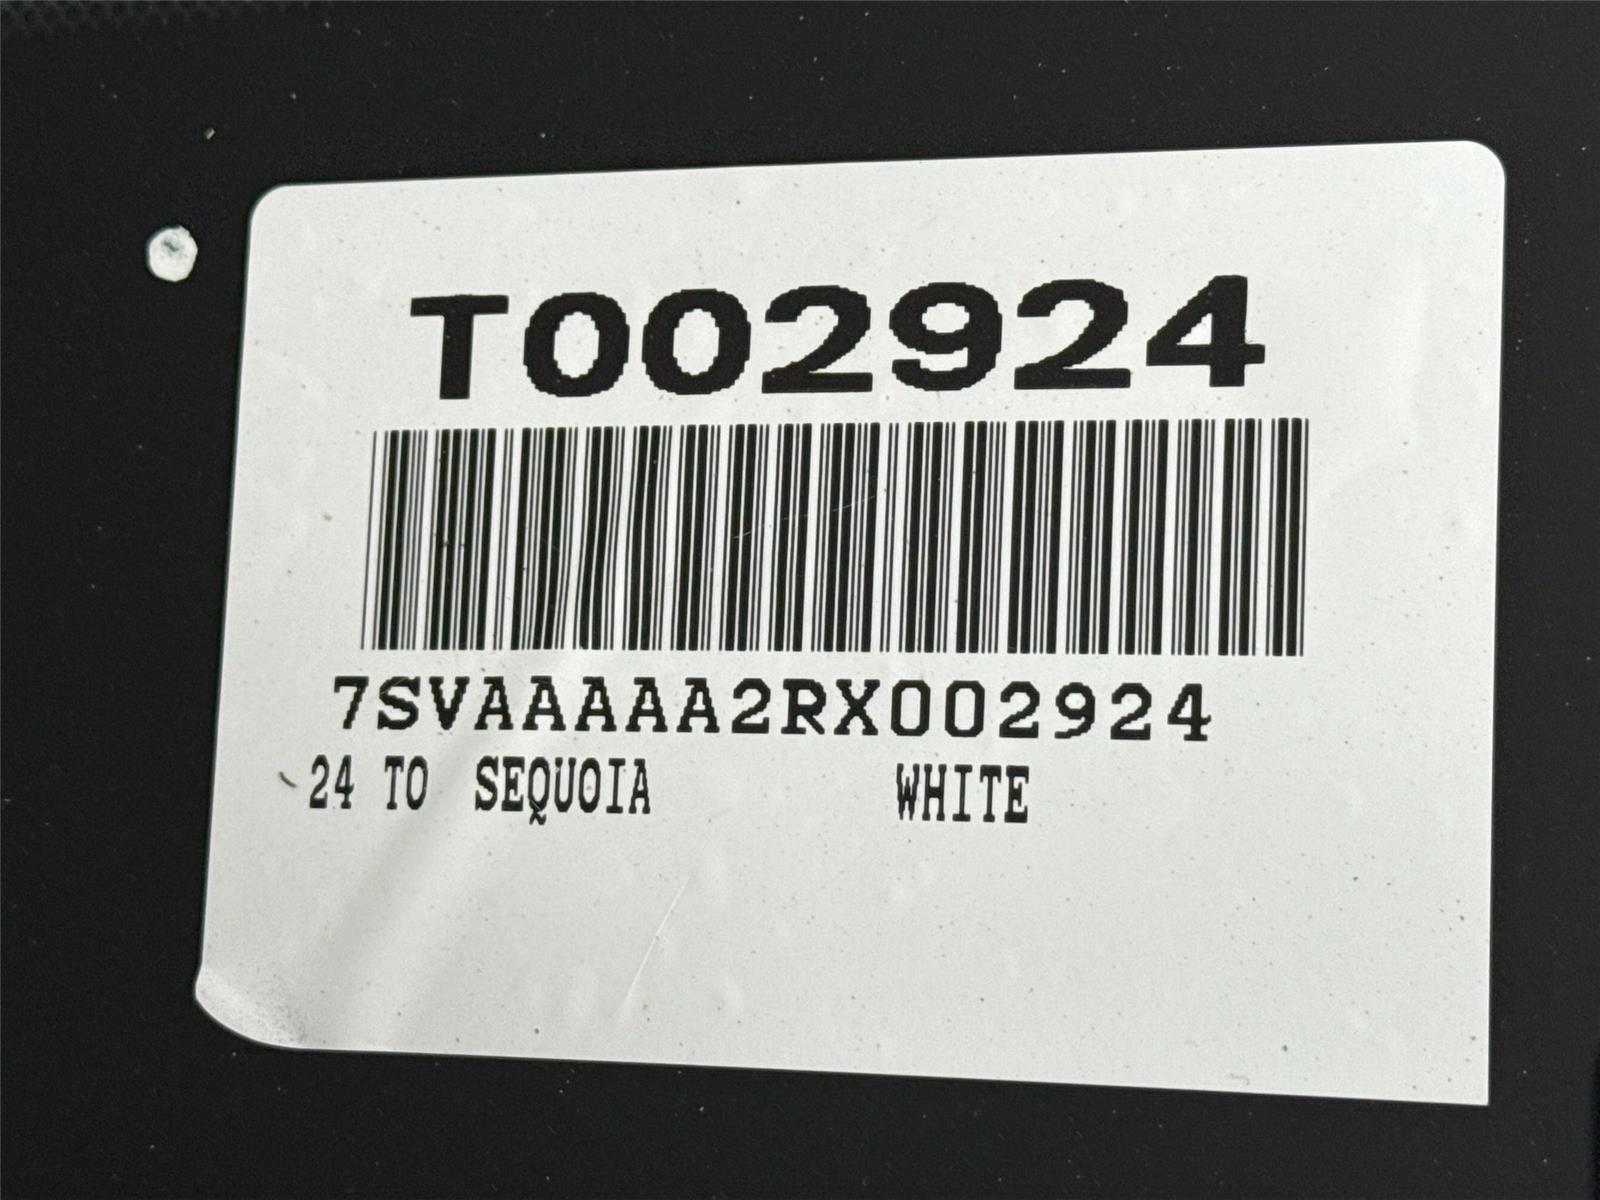 T002924
7SVAAAAA2RX002924
24 TO SEQUOIA WHITE